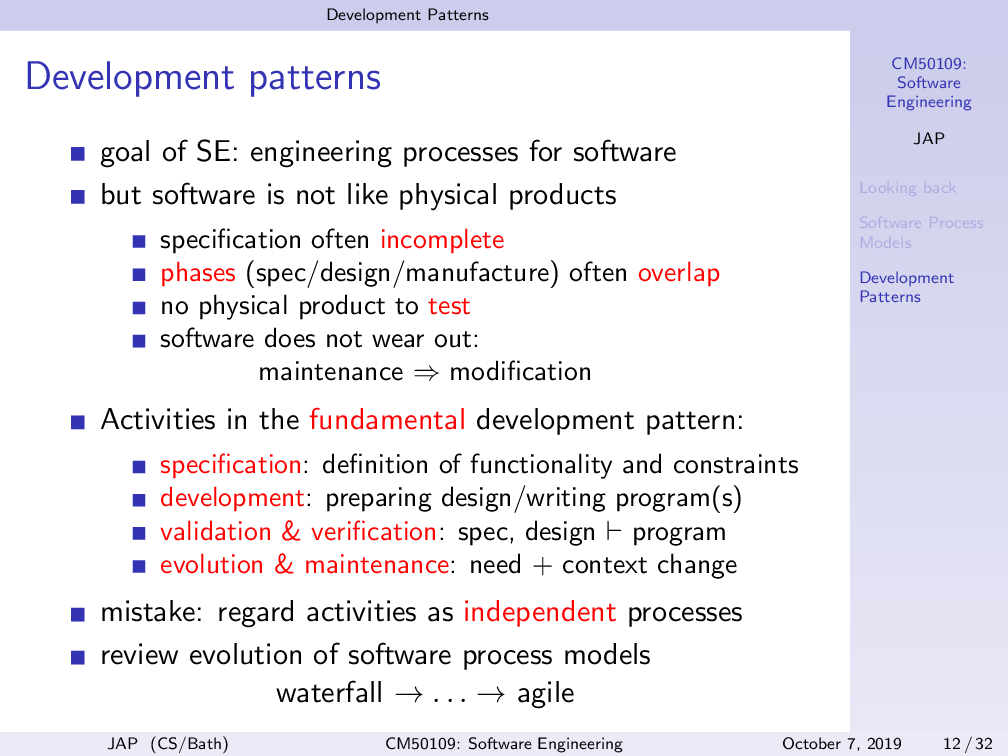 Development Patterns
Development patterns
goal of SE: engineering processes for software
but software is not like physical products
specification often incomplete
phases (spec/design/manufacture) often overlap
no physical product to test
software does not wear out:
maintenance ⇒ modification
Activities in the fundamental development pattern:
specification: definition of functionality and constraints
development: preparing design/writing program(s)
validation & verification: spec, design ⊢ program
evolution & maintenance: need + context change
mistake: regard activities as independent processes
review evolution of software process models
waterfall → . . . → agile
CM50109:
Software
Engineering
JAP
Looking back
Software Process
Models
Development
Patterns
JAP (CS/Bath)
CM50109: Software Engineering
October 7, 2019
12 / 32